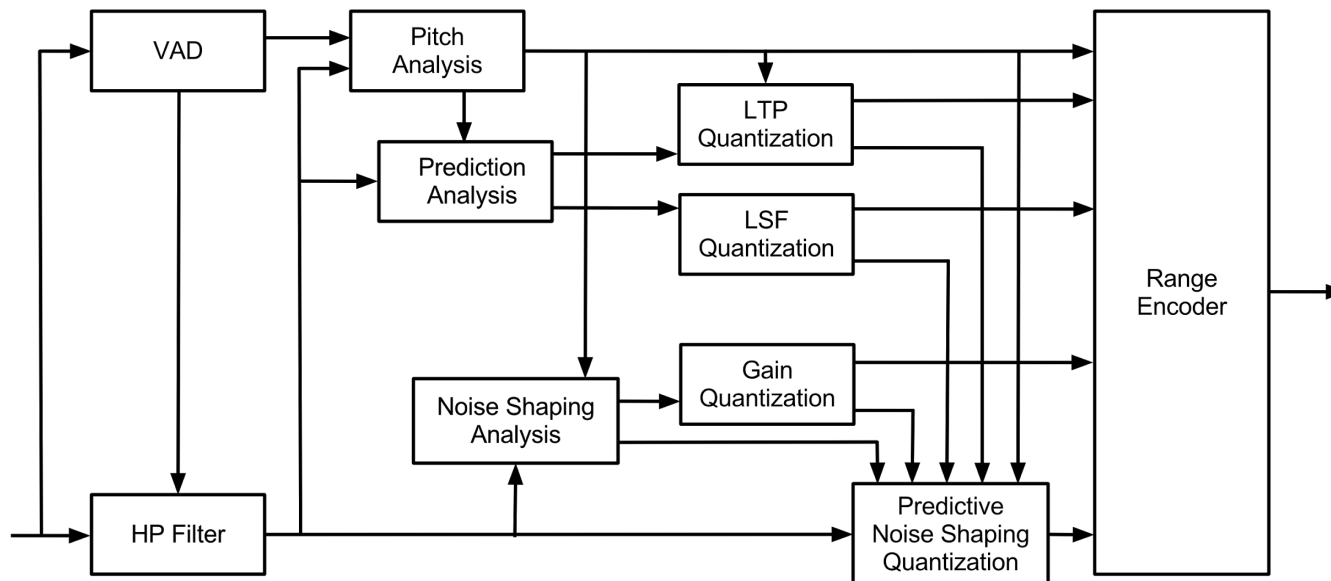 VAD
Pitch
Analysis
LTP
Quantization
Prediction
Analysis
LSF
Quantization
Range
Encoder
Gain
Quantization
Noise Shaping
Analysis
HP Filter
Predictive
Noise Shaping
Quantization